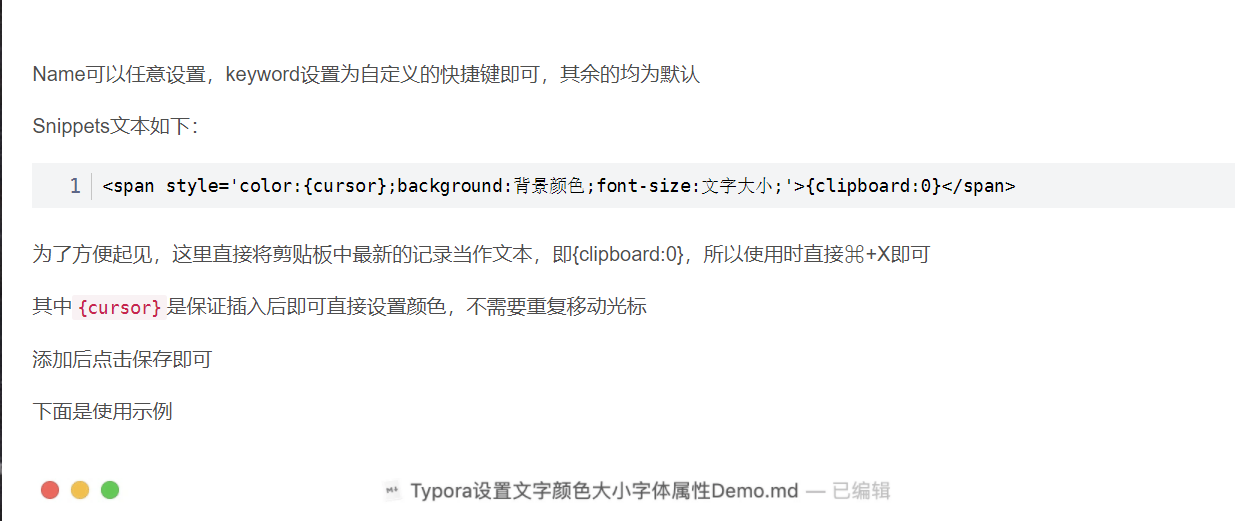 Name可以任意设置，keyword设置为自定义的快捷键即可，其余的均为默认
Snippets文本如下：
1 <span style='color:{cursor};background:背景颜色;font-size:文字大小;'>{clipboard:0}</span>
为了方便起见，这里直接将剪贴板中最新的记录当作文本，即{clipboard:0}，所以使用时直接⌘+X即可
其中{cursor}是保证插入后即可直接设置颜色，不需要重复移动光标
添加后点击保存即可
下面是使用示例
Typora设置文字颜色大小字体属性Demo.md — 已编辑